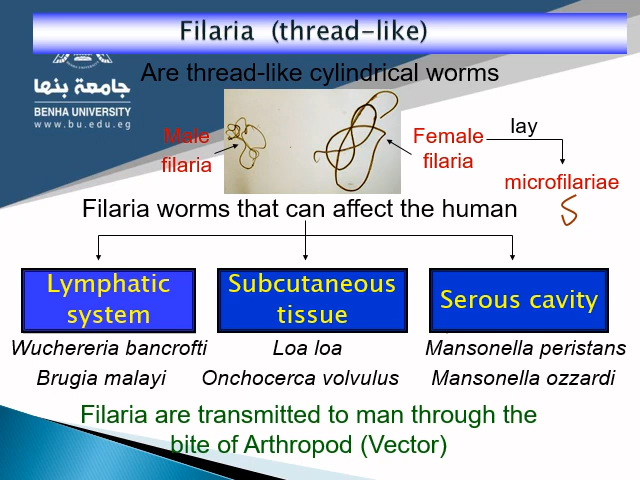 Filaria (thread-like)
Are thread-like cylindrical worms
جامعة بنها
BENHA UNIVERSITY
www.bu.edu.eg
Male
filaria
Female
filaria
lay
microfilariae
Filaria worms that can affect the human
Lymphatic
system
Subcutaneous
tissue
Serous cavity
Wuchereria bancrofti
Loa loa
Mansonella peristans
Brugia malayi
Onchocerca volvulus
Mansonella ozzardi
Filaria are transmitted to man through the
bite of Arthropod (Vector)